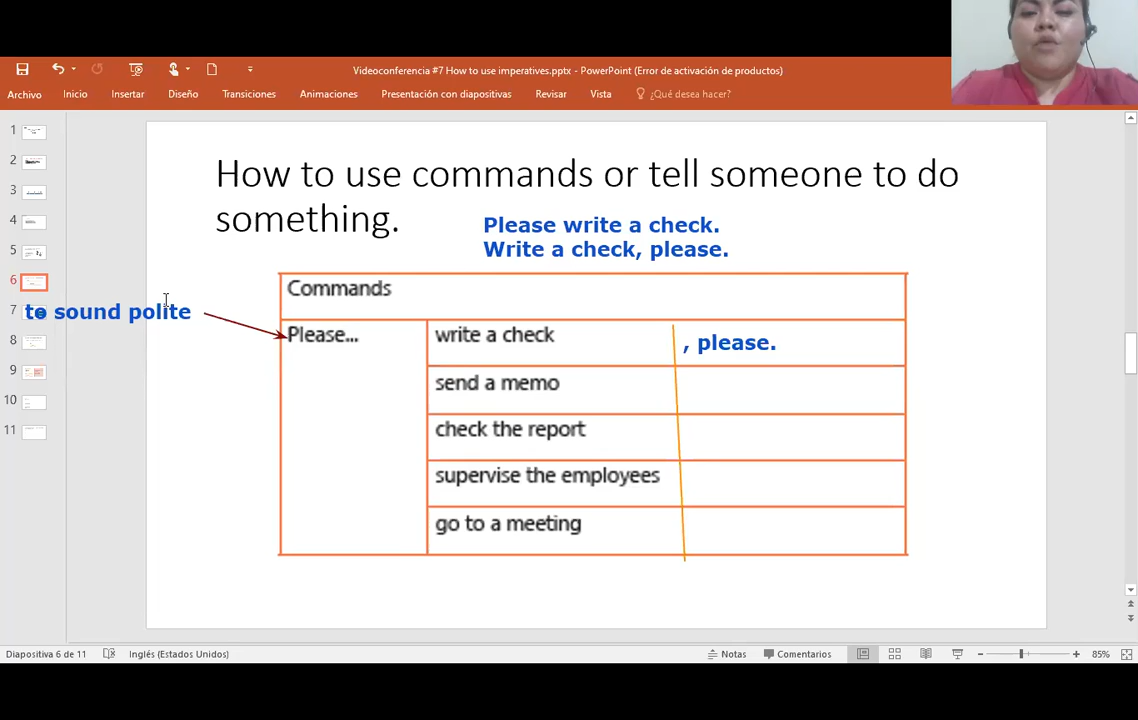 Videoconferencia #7 How to use imperatives.pptx - PowerPoint (Error de activación de productos)
Archivo
Inicio
Insertar
Diseño
Transiciones
Animaciones
Presentación con diapositivas
Revisar
Vista
¿Qué desea hacer?
1
2
3
4
5
6
7
8
9
10
11
How to use commands or tell someone to do
something.
Please write a check.
Write a check, please.
to sound polite
Commands
Please...
write a check
, please.
send a memo
check the report
supervise the employees
go to a meeting
Diapositiva 6 de 11
Inglés (Estados Unidos)
Notas
Comentarios
85%